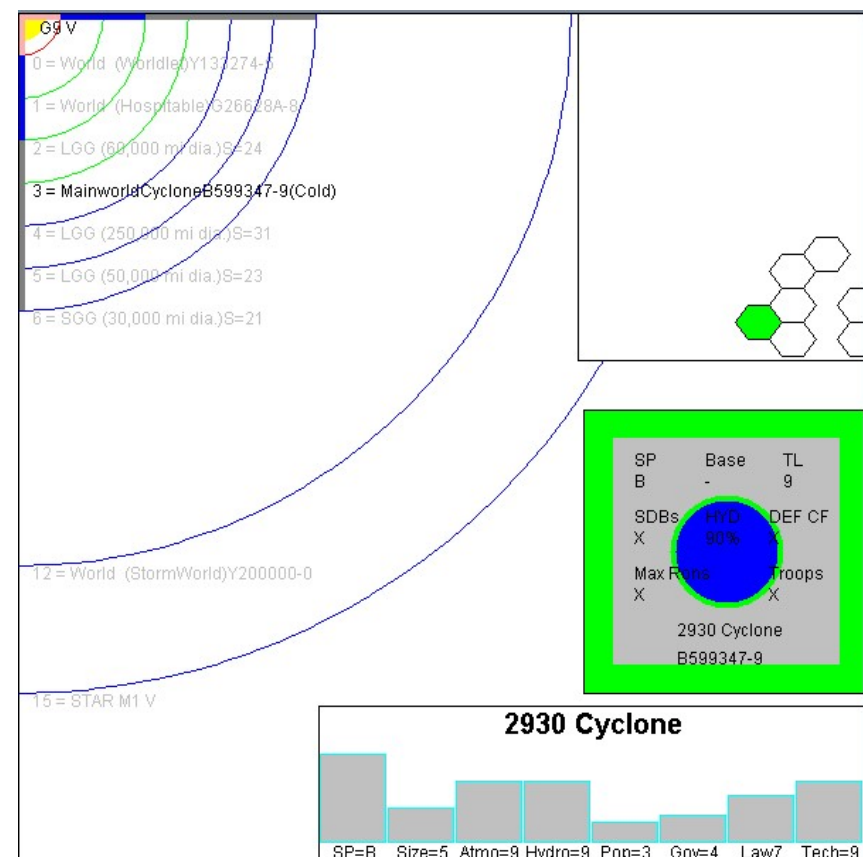 G9 V
0 = World (Worldlet)Y133274-5
1 = World (Hospitable)G26628A-8
2 = LGG (60,000 mi dia.)S=24
3 = MainworldCycloneB599347-9(Cold)
4 = LGG (250,000 mi dia.)S=31
5 = LGG (50,000 mi dia.)S=23
6 = SGG (30,000 mi dia.)S=21
12 = World (StormWorld)Y200000-0
15 = STAR M1 V
SP Base TL
B - 9
SDBs HYD DEF CF
X 90% X
Max Rons Troops
X X
2930 Cyclone
B599347-9
2930 Cyclone
SP=B Size=5 Atmo=9 Hydro=9 Pop=3 Gov=4 Law7 Tech=9